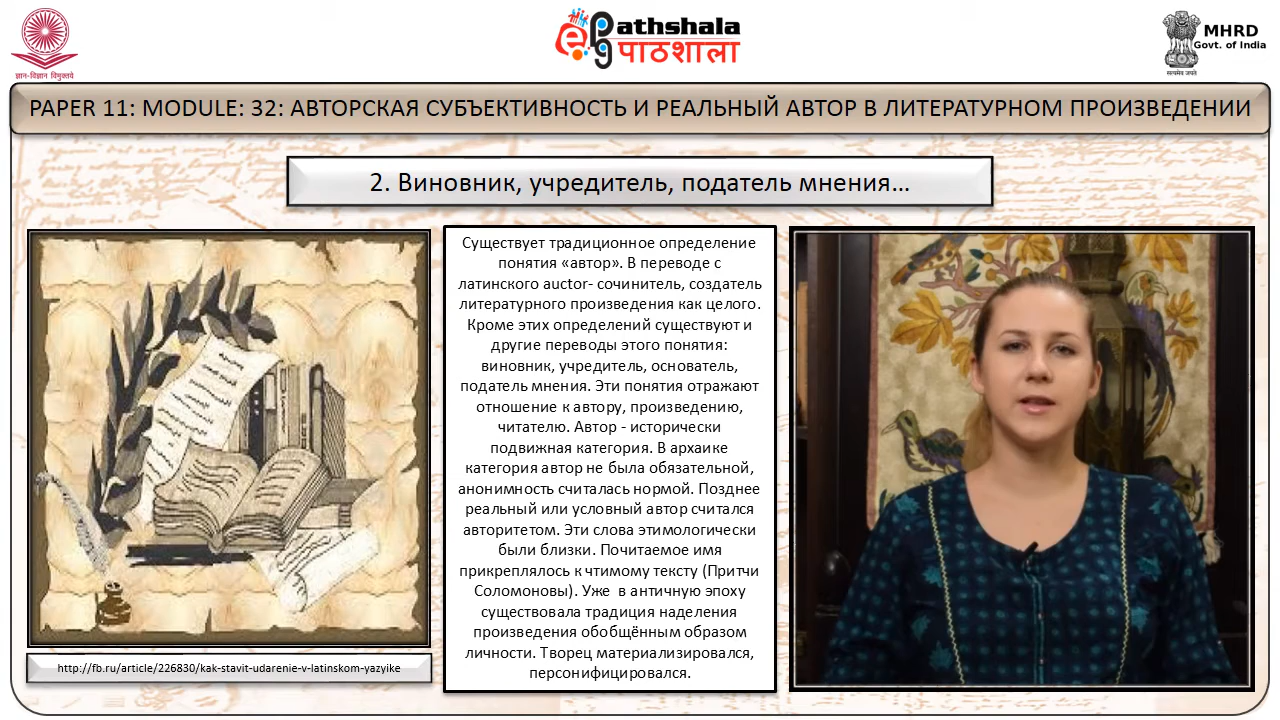 ज्ञान-विज्ञान विमुक्तये
ePg Pathshala
पाठशाला
MHRD
Govt. of India
सत्यमेव जयते
PAPER 11: MODULE: 32: АВТОРСКАЯ СУБЪЕКТИВНОСТЬ И РЕАЛЬНЫЙ АВТОР В ЛИТЕРАТУРНОМ ПРОИЗВЕДЕНИИ
2. Виновник, учредитель, податель мнения...
Существует традиционное определение
понятия «автор». В переводе с
латинского auctor- сочинитель, создатель
литературного произведения как целого.
Кроме этих определений существуют и
другие переводы этого понятия:
виновник, учредитель, основатель,
податель мнения. Эти понятия отражают
отношение к автору, произведению,
читателю. Автор - исторически
подвижная категория. В архаике
категория автор не была обязательной,
анонимность считалась нормой. Позднее
реальный или условный автор считался
авторитетом. Эти слова этимологически
были близки. Почитаемое имя
прикреплялось к чтимому тексту (Притчи
Соломоновы). Уже  в античную эпоху
существовала традиция наделения
произведения обобщённым образом
личности. Творец материализировался,
персонифицировался.
http://fb.ru/article/226830/kak-stavit-udarenie-v-latinskom-yazyike